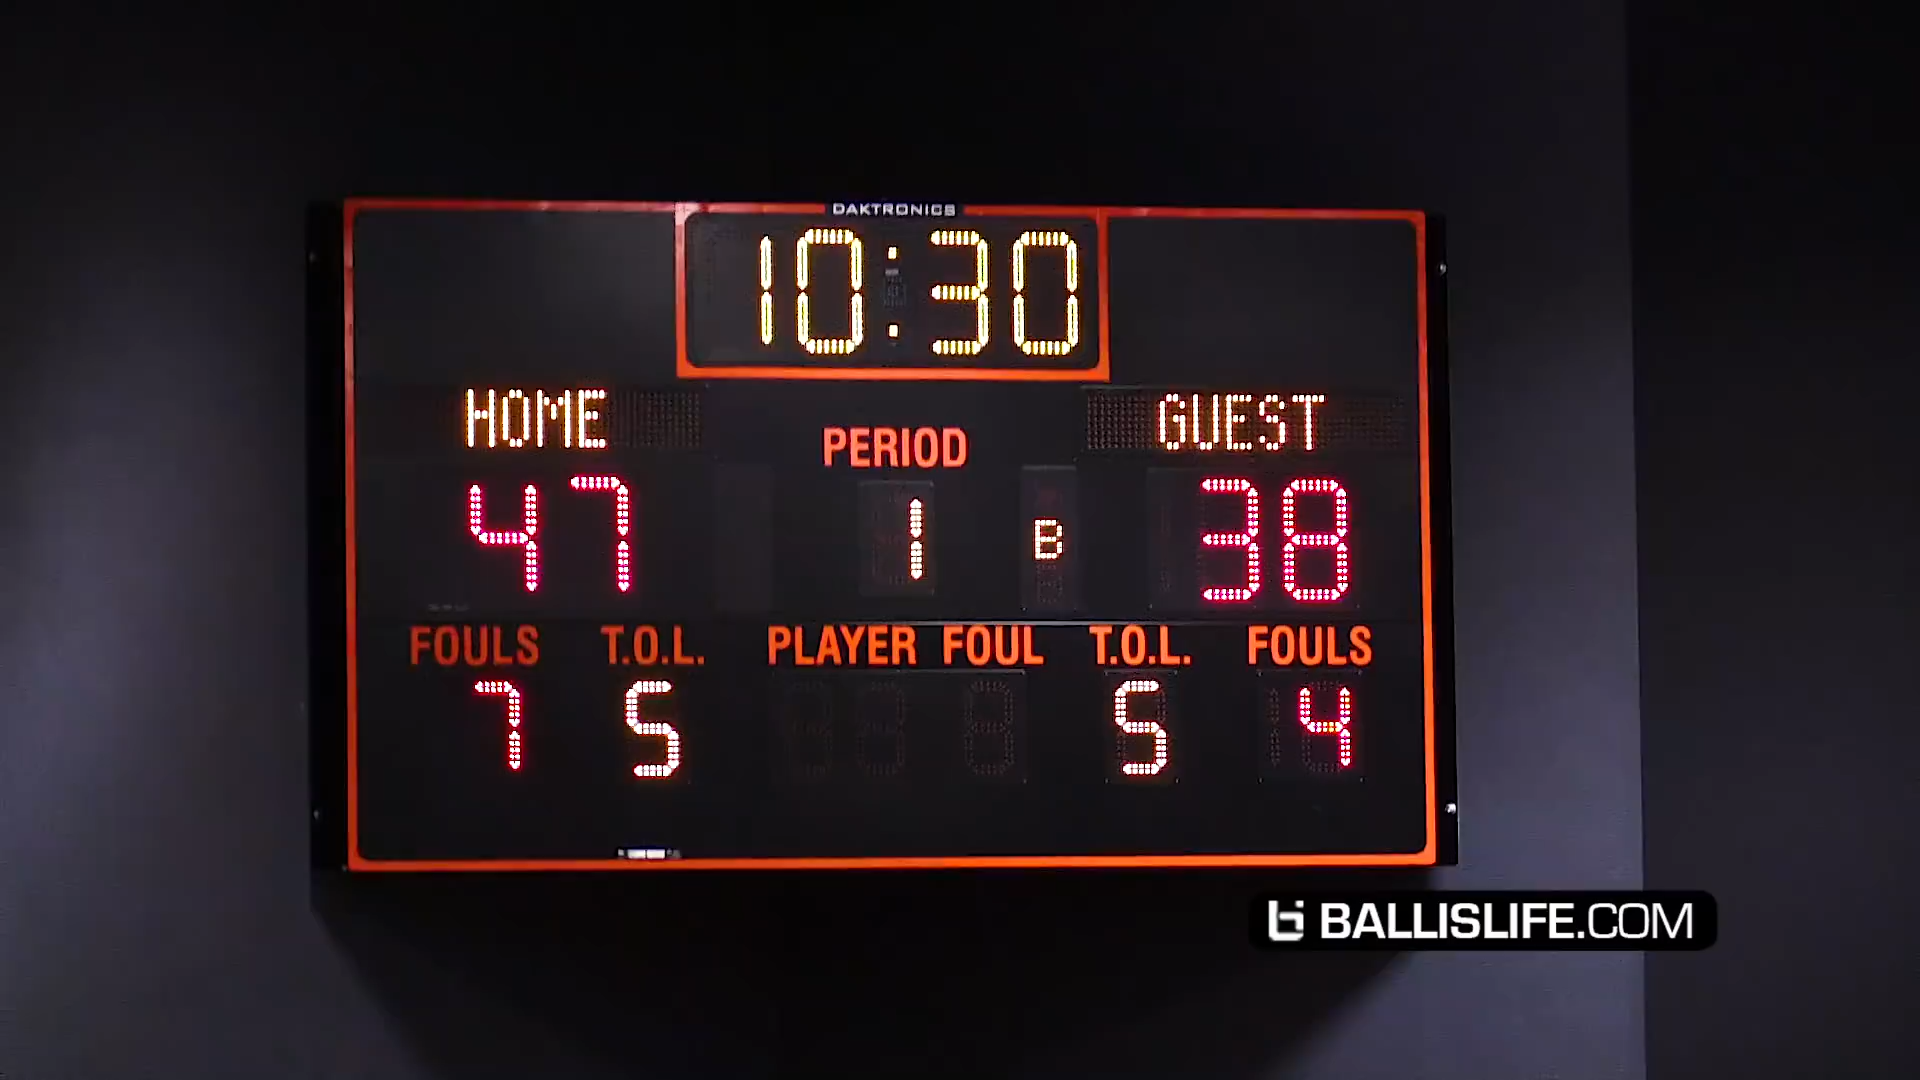 DAKTRONICS
10:30
HOME
GUEST
PERIOD
47
1
B
38
FOULS
T.O.L.
PLAYER FOUL
T.O.L.
FOULS
7
5
5
4
BALLISLIFE.COM